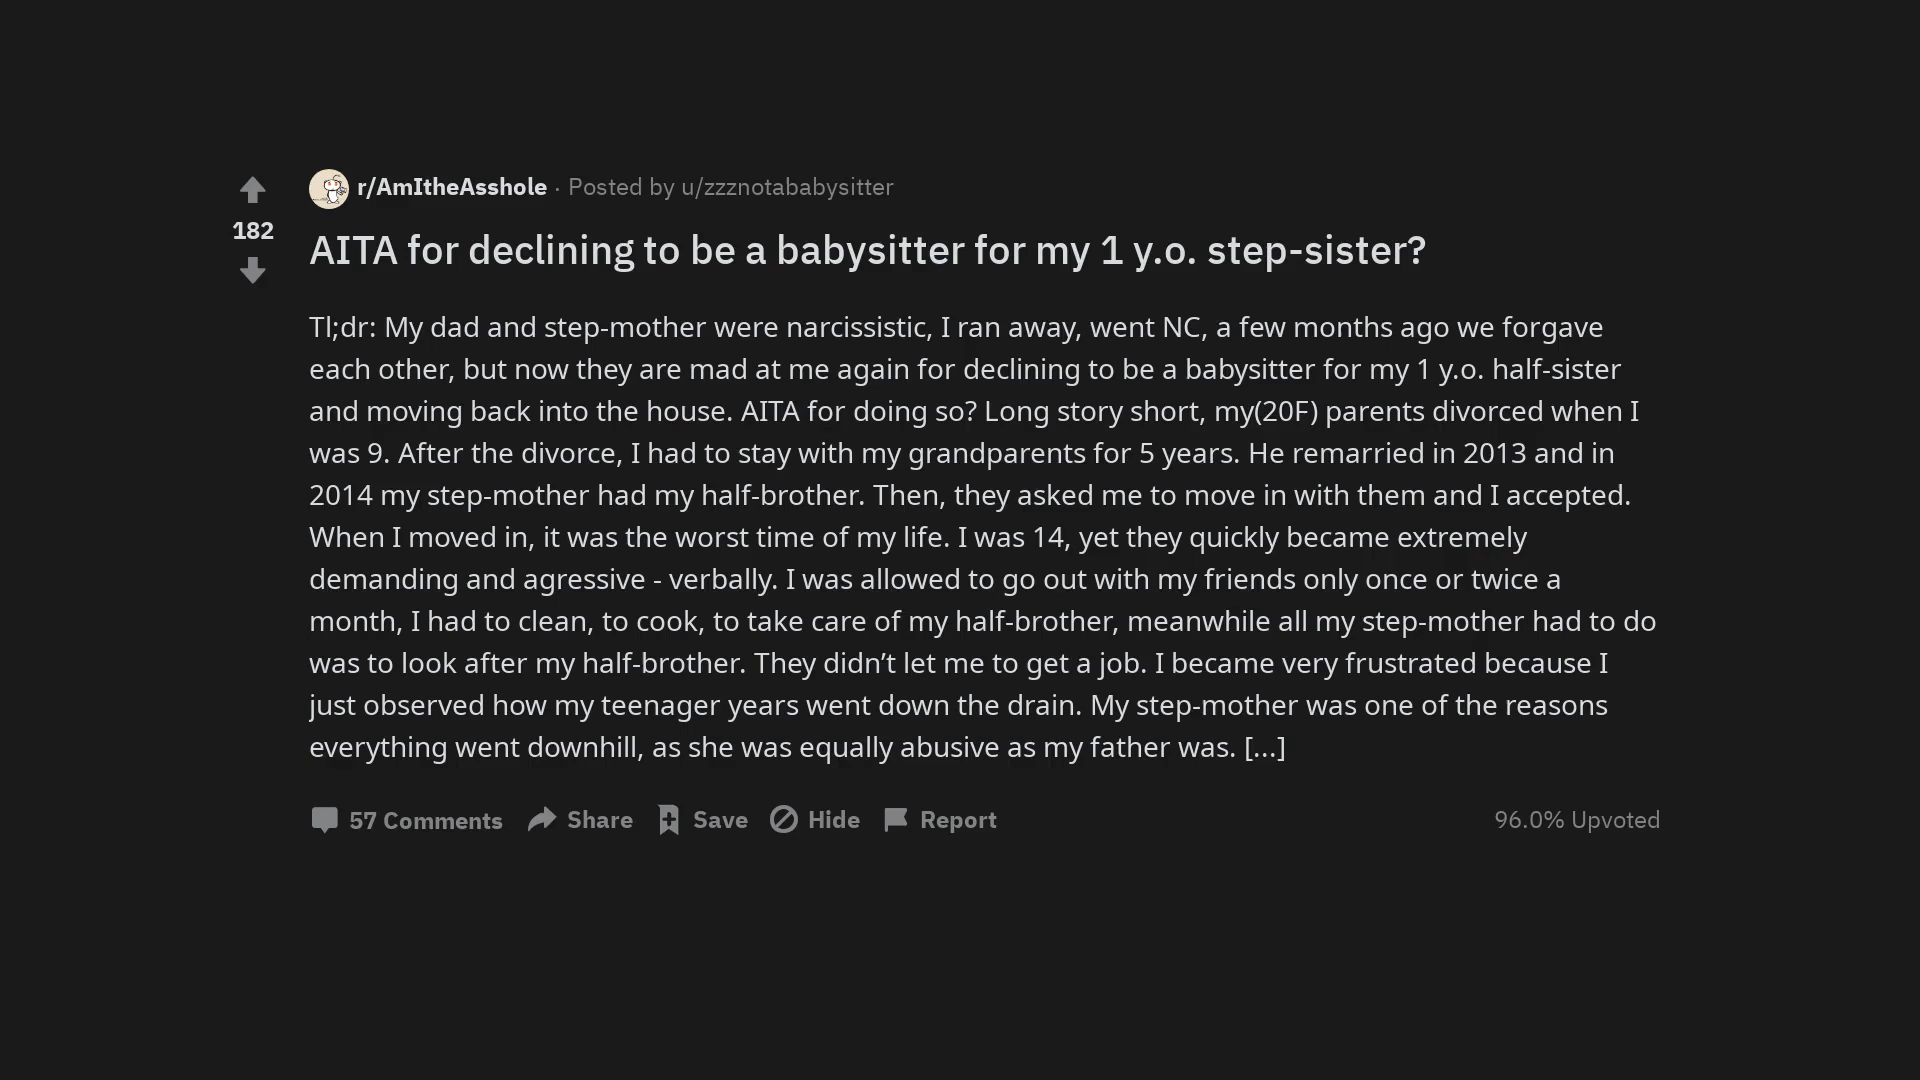 r/AmItheAsshole · Posted by u/zzznotababysitter
182
AITA for declining to be a babysitter for my 1 y.o. step-sister?
Tl;dr: My dad and step-mother were narcissistic, I ran away, went NC, a few months ago we forgave
each other, but now they are mad at me again for declining to be a babysitter for my 1 y.o. half-sister
and moving back into the house. AITA for doing so? Long story short, my(20F) parents divorced when I
was 9. After the divorce, I had to stay with my grandparents for 5 years. He remarried in 2013 and in
2014 my step-mother had my half-brother. Then, they asked me to move in with them and I accepted.
When I moved in, it was the worst time of my life. I was 14, yet they quickly became extremely
demanding and agressive - verbally. I was allowed to go out with my friends only once or twice a
month, I had to clean, to cook, to take care of my half-brother, meanwhile all my step-mother had to do
was to look after my half-brother. They didn’t let me to get a job. I became very frustrated because I
just observed how my teenager years went down the drain. My step-mother was one of the reasons
everything went downhill, as she was equally abusive as my father was. [...]
57 Comments Share Save Hide Report 96.0% Upvoted